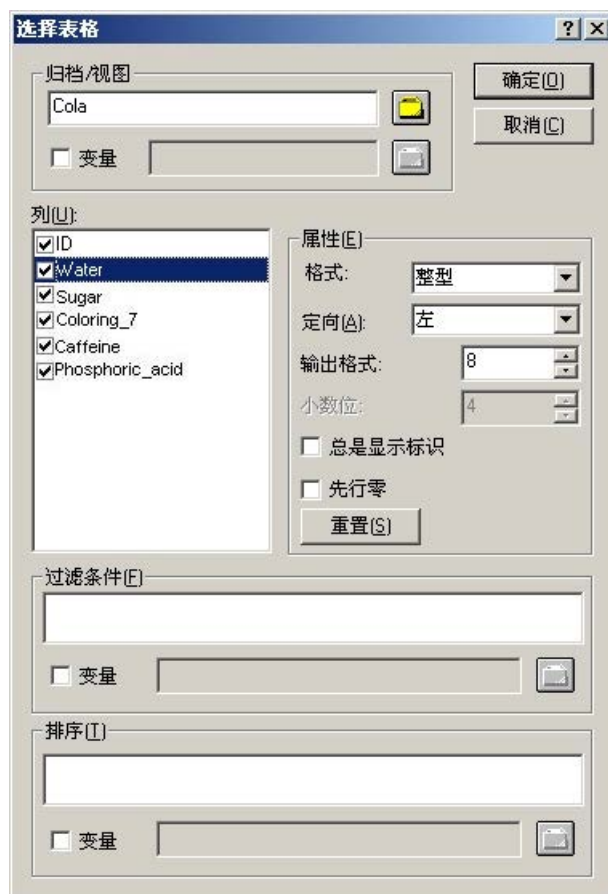 选择表格
归档/视图
Cola
确定(O)
变量
取消(C)
列(U):
ID
Water
Sugar
Coloring_7
Caffeine
Phosphoric_acid
属性(E)
格式: 整型
定向(A): 左
输出格式: 8
小数位: 4
总是显示标识
先行零
重置(S)
过滤条件(F)
变量
排序(T)
变量